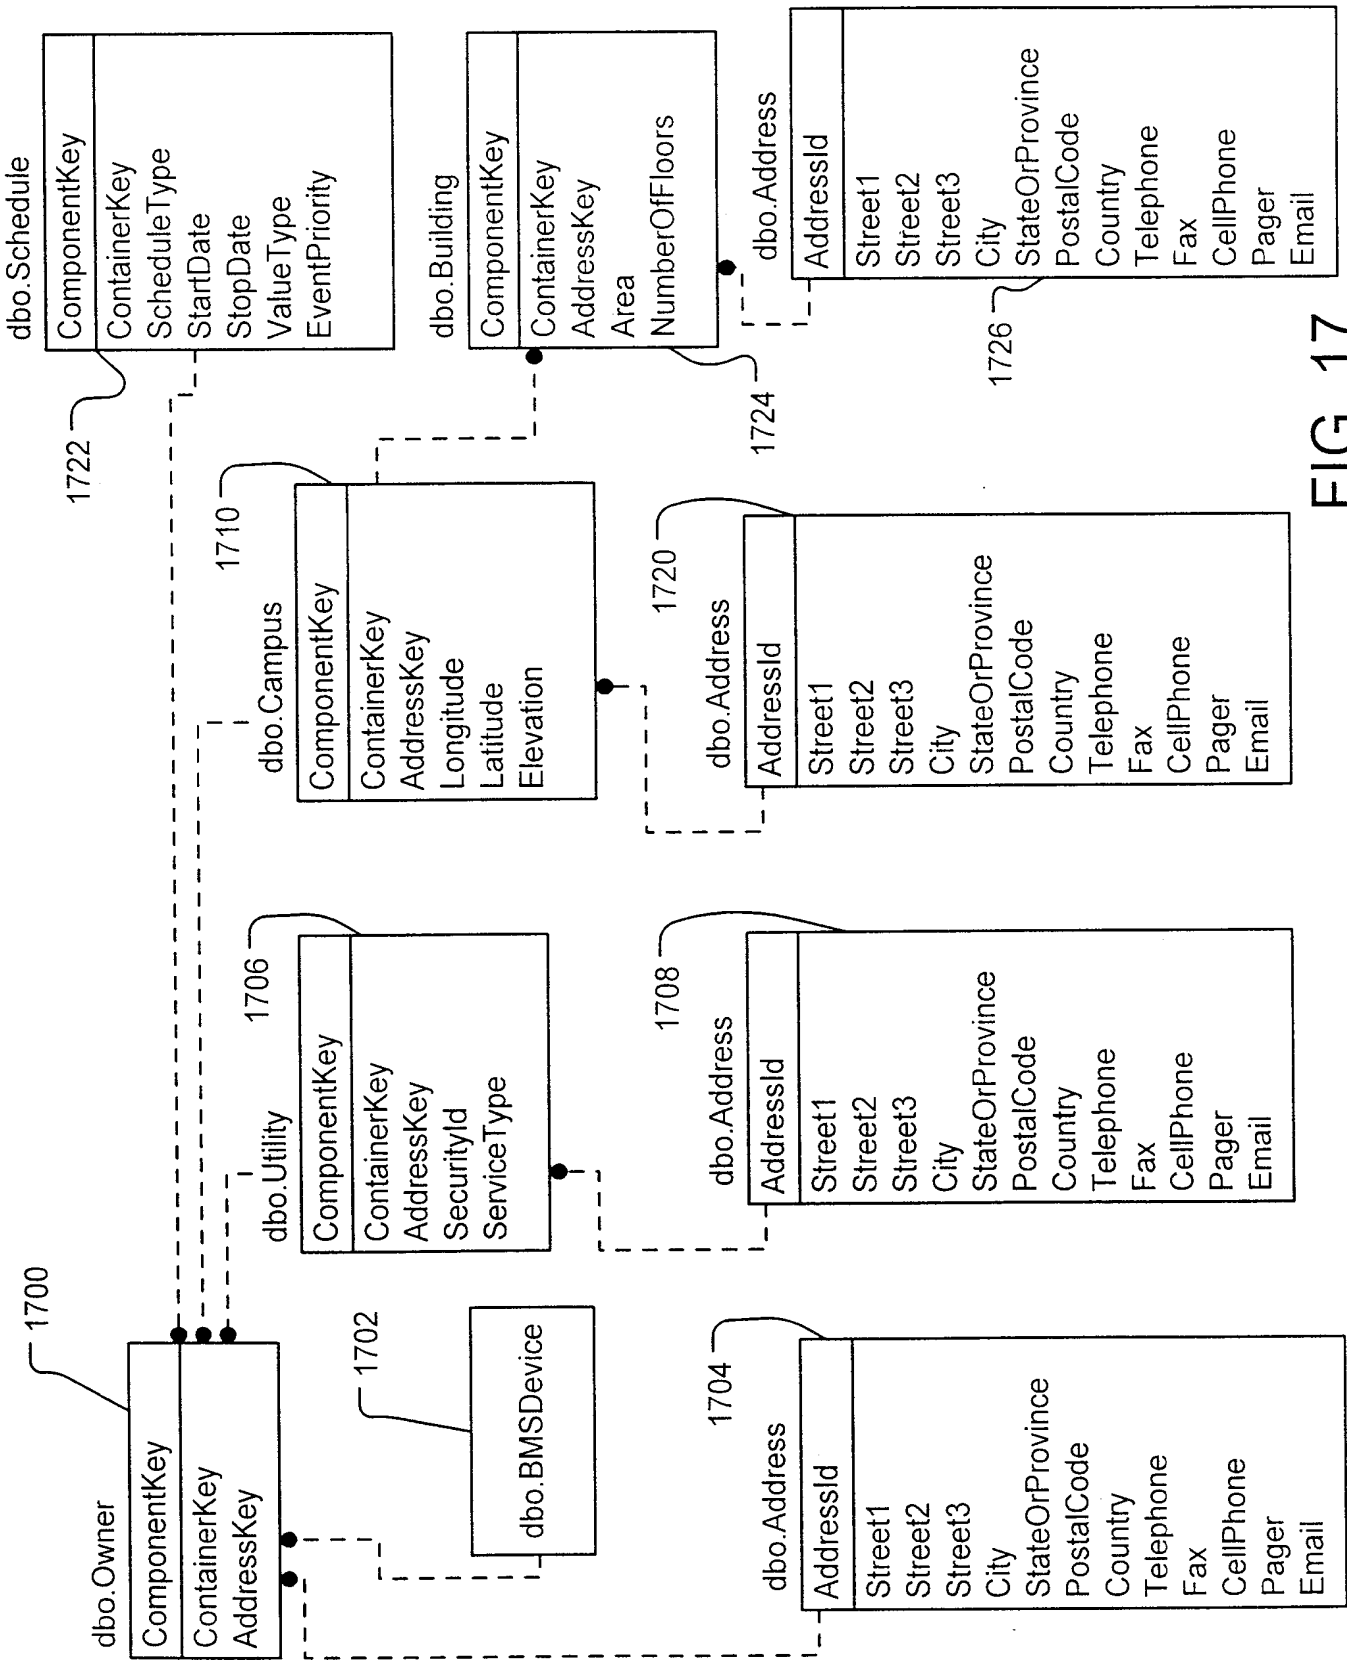 dbo.Owner
ComponentKey
ContainerKey
AddressKey
1700
dbo.BMSDevice
1702
dbo.Address
AddressId
Street1
Street2
Street3
City
StateOrProvince
PostalCode
Country
Telephone
Fax
CellPhone
Pager
Email
1704
dbo.Utility
ComponentKey
ContainerKey
AddressKey
SecurityId
ServiceType
1706
dbo.Address
AddressId
Street1
Street2
Street3
City
StateOrProvince
PostalCode
Country
Telephone
Fax
CellPhone
Pager
Email
1708
dbo.Campus
ComponentKey
ContainerKey
AddressKey
Longitude
Latitude
Elevation
1710
dbo.Address
AddressId
Street1
Street2
Street3
City
StateOrProvince
PostalCode
Country
Telephone
Fax
CellPhone
Pager
Email
1720
dbo.Schedule
ComponentKey
ContainerKey
ScheduleType
StartDate
StopDate
ValueType
EventPriority
1722
dbo.Building
ComponentKey
ContainerKey
AddressKey
Area
NumberOfFloors
1724
dbo.Address
AddressId
Street1
Street2
Street3
City
StateOrProvince
PostalCode
Country
Telephone
Fax
CellPhone
Pager
Email
1726
FIG. 17